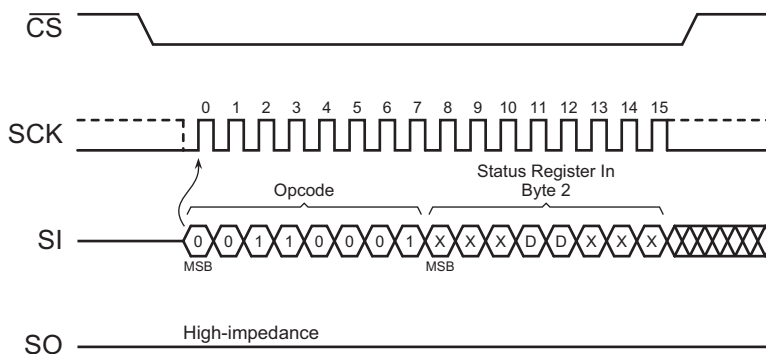 CS
0 1 2 3 4 5 6 7 8 9 10 11 12 13 14 15
SCK
Status Register In
Opcode Byte 2
SI 0 0 1 1 0 0 0 1 X X X D D X X X
MSB MSB
High-impedance
SO